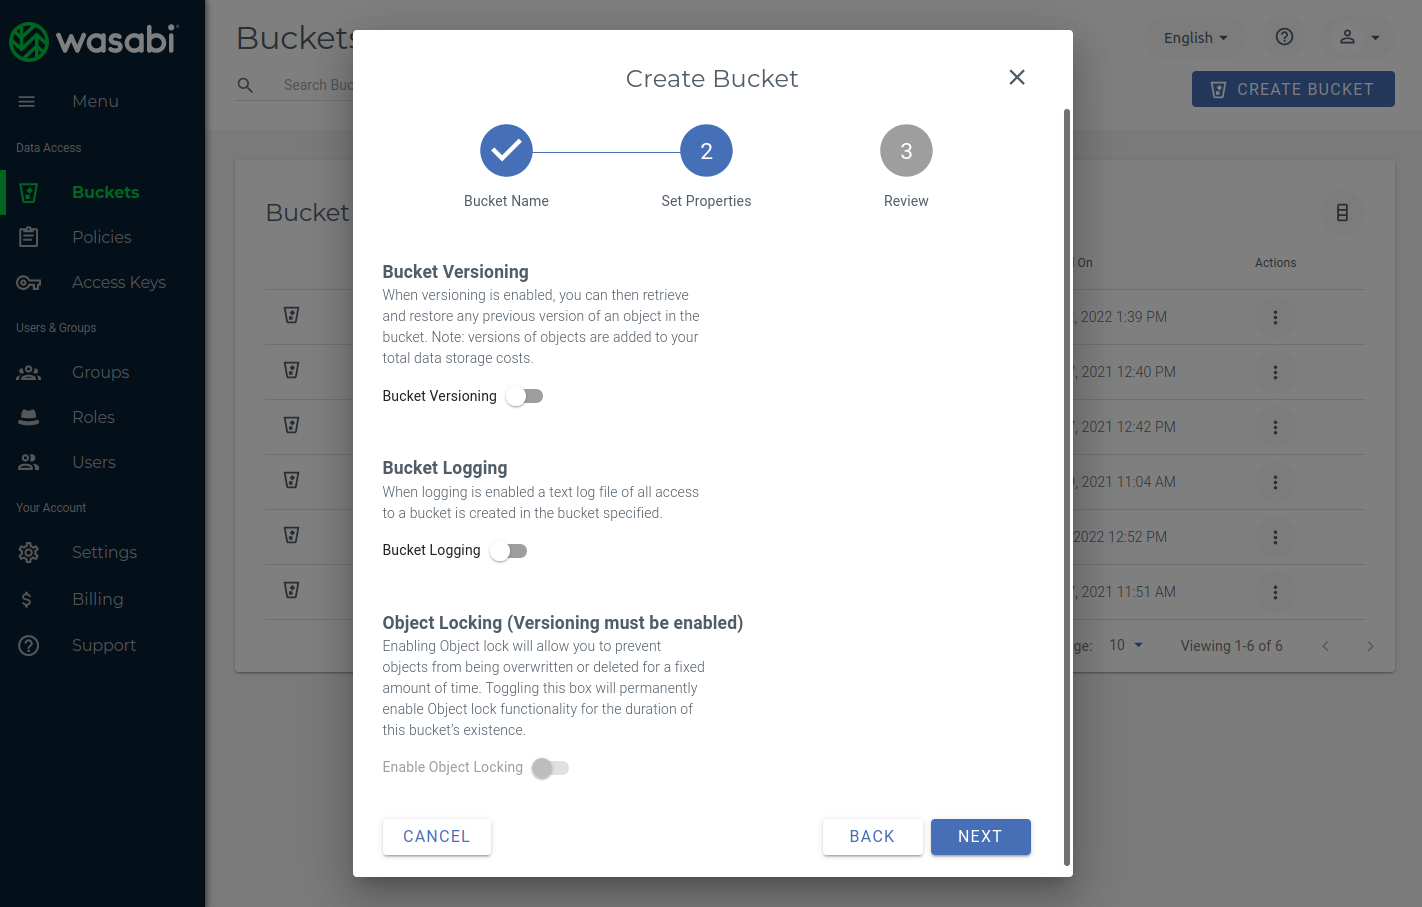 wasabi
Menu
Data Access
Buckets
Policies
Access Keys
Users & Groups
Groups
Roles
Users
Your Account
Settings
Billing
Support
Buckets
Search Buc
English
CREATE BUCKET
Bucket
On
Actions
2022 1:39 PM
2021 12:40 PM
2021 12:42 PM
2021 11:04 AM
2022 12:52 PM
2021 11:51 AM
ge:
10
Viewing 1-6 of 6
Create Bucket
2
3
Bucket Name
Set Properties
Review
Bucket Versioning
When versioning is enabled, you can then retrieve
and restore any previous version of an object in the
bucket. Note: versions of objects are added to your
total data storage costs.
Bucket Versioning
Bucket Logging
When logging is enabled a text log file of all access
to a bucket is created in the bucket specified.
Bucket Logging
Object Locking (Versioning must be enabled)
Enabling Object lock will allow you to prevent
objects from being overwritten or deleted for a fixed
amount of time. Toggling this box will permanently
enable Object lock functionality for the duration of
this bucket’s existence.
Enable Object Locking
CANCEL
BACK
NEXT